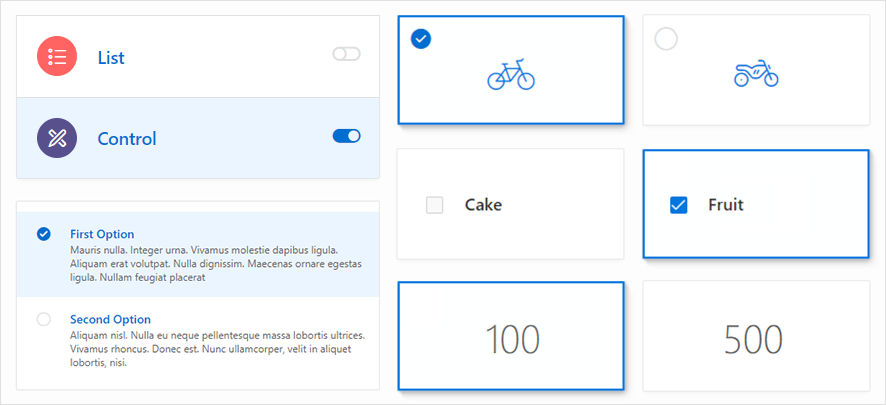 List
Control
First Option
Mauris nulla. Integer urna. Vivamus molestie dapibus ligula.
Aliquam erat volutpat. Nulla dignissim. Maecenas ornare egestas
ligula. Nullam feugiat placerat
Second Option
Aliquam nisl. Nulla eu neque pellentesque massa lobortis ultrices.
Vivamus rhoncus. Donec est. Nunc ullamcorper, velit in aliquet
lobortis, nisi.
Cake
Fruit
100
500